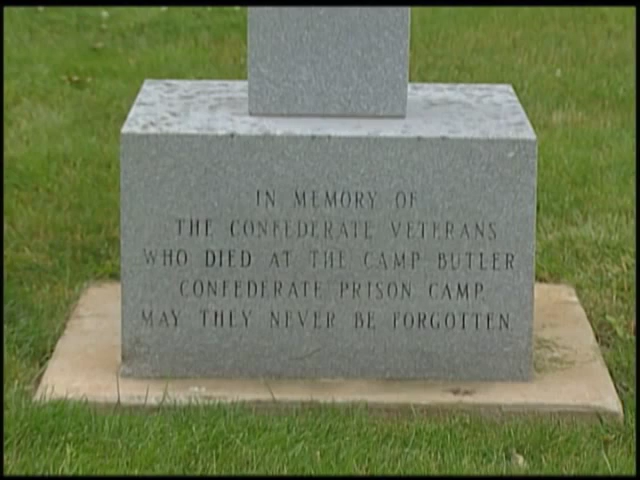 IN MEMORY OF
THE CONFEDERATE VETERANS
WHO DIED AT THE CAMP BUTLER
CONFEDERATE PRISON CAMP
MAY THEY NEVER BE FORGOTTEN